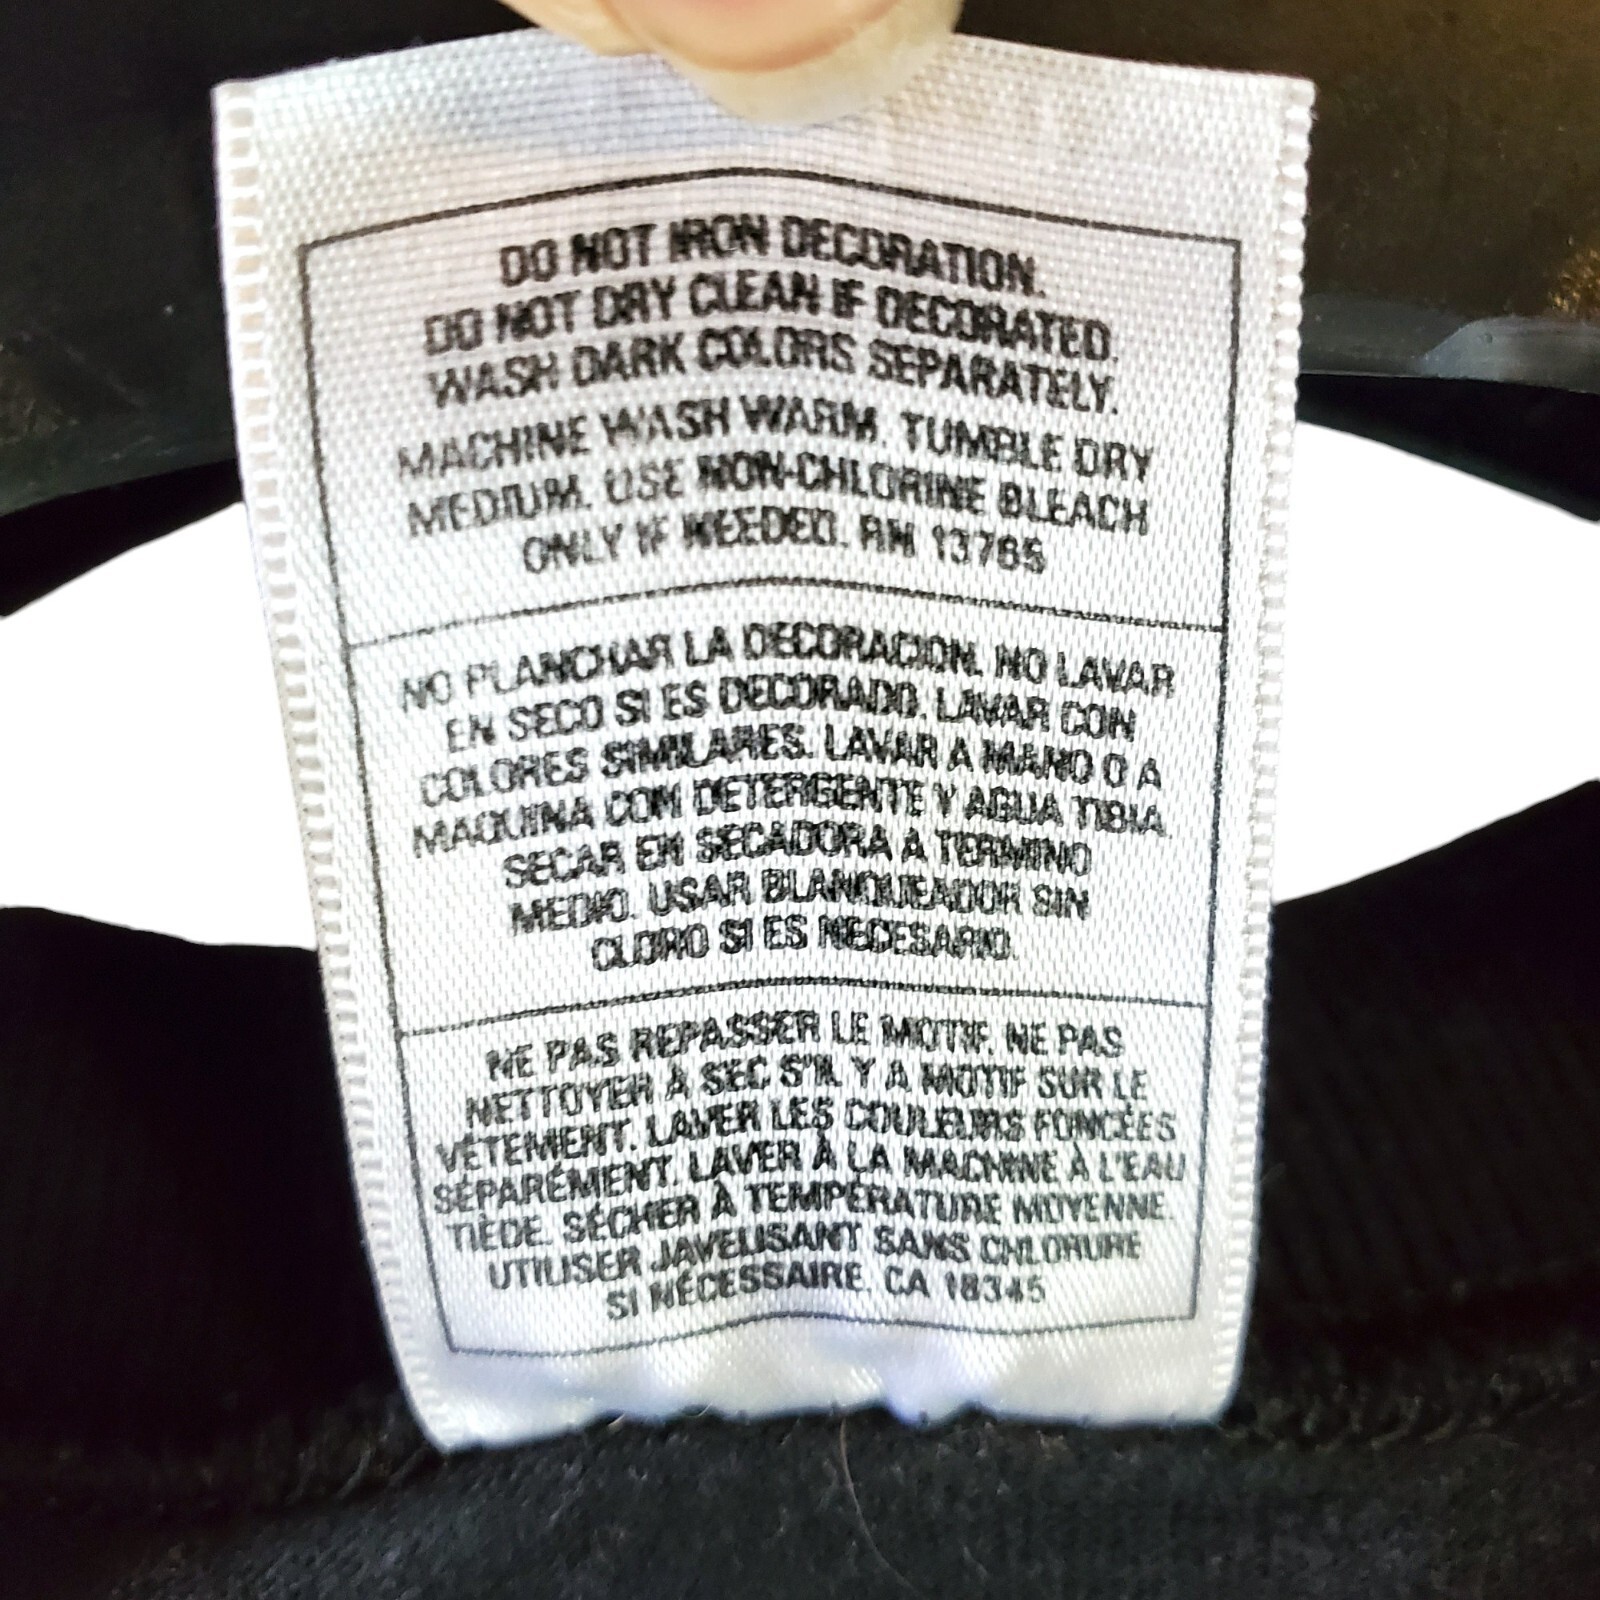 DO NOT IRON DECORATION.
DO NOT DRY CLEAN IF DECORATED.
WASH DARK COLORS SEPARATELY.
MACHINE WASH WARM. TUMBLE DRY
MEDIUM. USE NON-CHLORINE BLEACH
ONLY IF NEEDED. RN 13765
NO PLANCHAR LA DECORACION. NO LAVAR
EN SECO SI ES DECORADO. LAVAR CON
COLORES SIMILARES. LAVAR A MANO O A
MAQUINA CON DETERGENTE Y AGUA TIBIA.
SECAR EN SECADORA A TERMINO
MEDIO. USAR BLANQUEADOR SIN
CLORO SI ES NECESARIO.
NE PAS REPASSER LE MOTIF. NE PAS
NETTOYER À SEC S'IL Y A MOTIF SUR LE
VÊTEMENT. LAVER LES COULEURS FONCÉES
SÉPARÉMENT. LAVER À LA MACHINE À L'EAU
TIÈDE. SÉCHER À TEMPÉRATURE MOYENNE.
UTILISER JAVELISANT SANS CHLORURE
SI NÉCESSAIRE. CA 18345